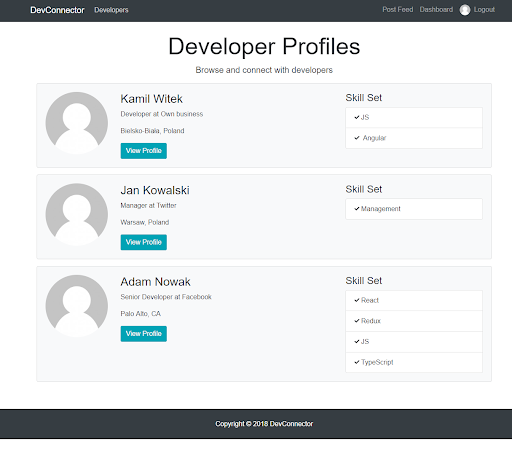 DevConnector Developers Post Feed Dashboard Logout
Developer Profiles
Browse and connect with developers
Kamil Witek
Developer at Own business
Bielsko-Biała, Poland
View Profile
Skill Set
JS
Angular
Jan Kowalski
Manager at Twitter
Warsaw, Poland
View Profile
Skill Set
Management
Adam Nowak
Senior Developer at Facebook
Palo Alto, CA
View Profile
Skill Set
React
Redux
JS
TypeScript
Copyright © 2018 DevConnector